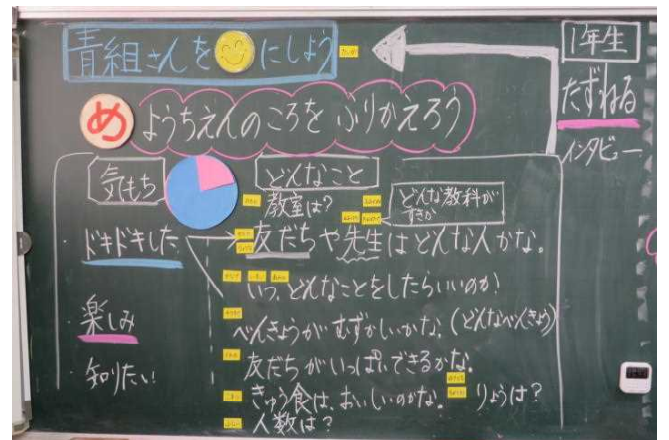 青組さんを にしよう
1年生
たずねる
インタビュー
め
ようちえんのころを ふりかえろう
気もち
どんなこと
教室は?
どんな教科が
すきか
ドキドキした
友だちや先生はどんな人かな。
いつ、どんなことをしたらいいのか?
楽しみ
べんきょうがむずかしいかな。(どんなべんきょう)
知りたい!
友だちがいっぱいできるかな。
きゅう食は、おいしいのかな。 りょうは?
人数は?